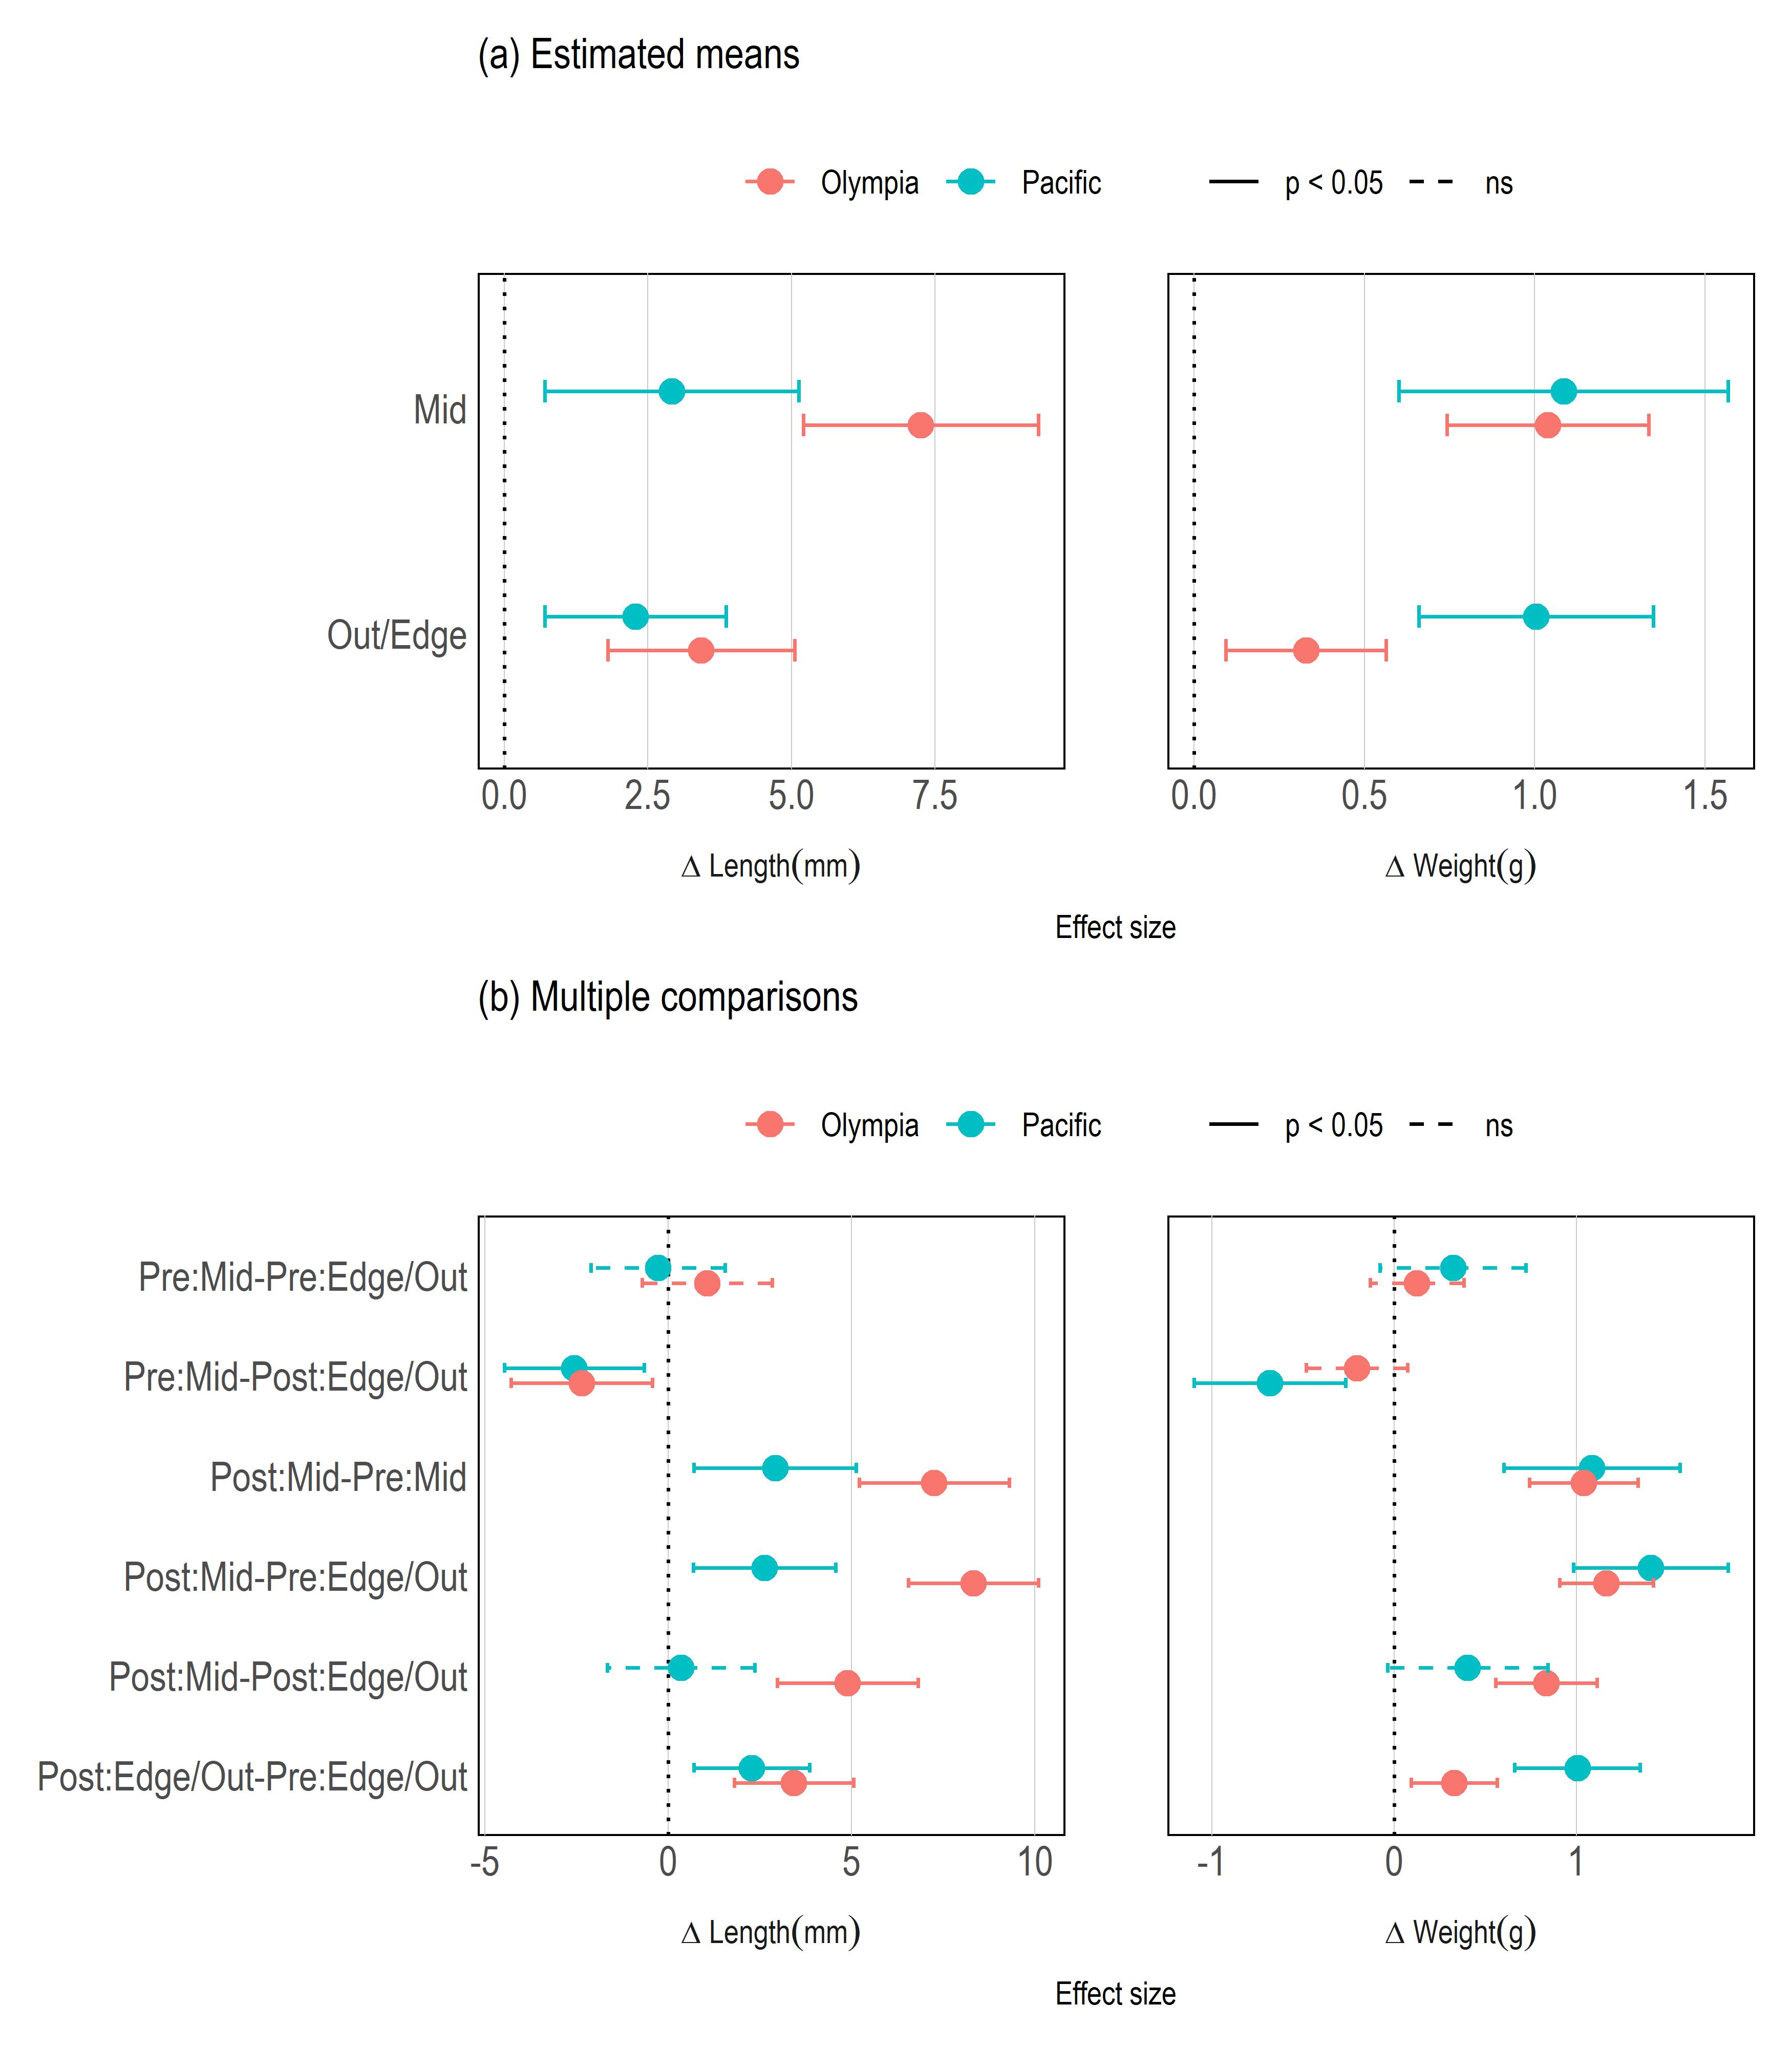 (a) Estimated means
Olympia Pacific p < 0.05 ns
Mid
Out/Edge
0.0 2.5 5.0 7.5 0.0 0.5 1.0 1.5
Δ Length(mm) Δ Weight(g)
Effect size
(b) Multiple comparisons
Olympia Pacific p < 0.05 ns
Pre:Mid-Pre:Edge/Out
Pre:Mid-Post:Edge/Out
Post:Mid-Pre:Mid
Post:Mid-Pre:Edge/Out
Post:Mid-Post:Edge/Out
Post:Edge/Out-Pre:Edge/Out
-5 0 5 10 -1 0 1
Δ Length(mm) Δ Weight(g)
Effect size